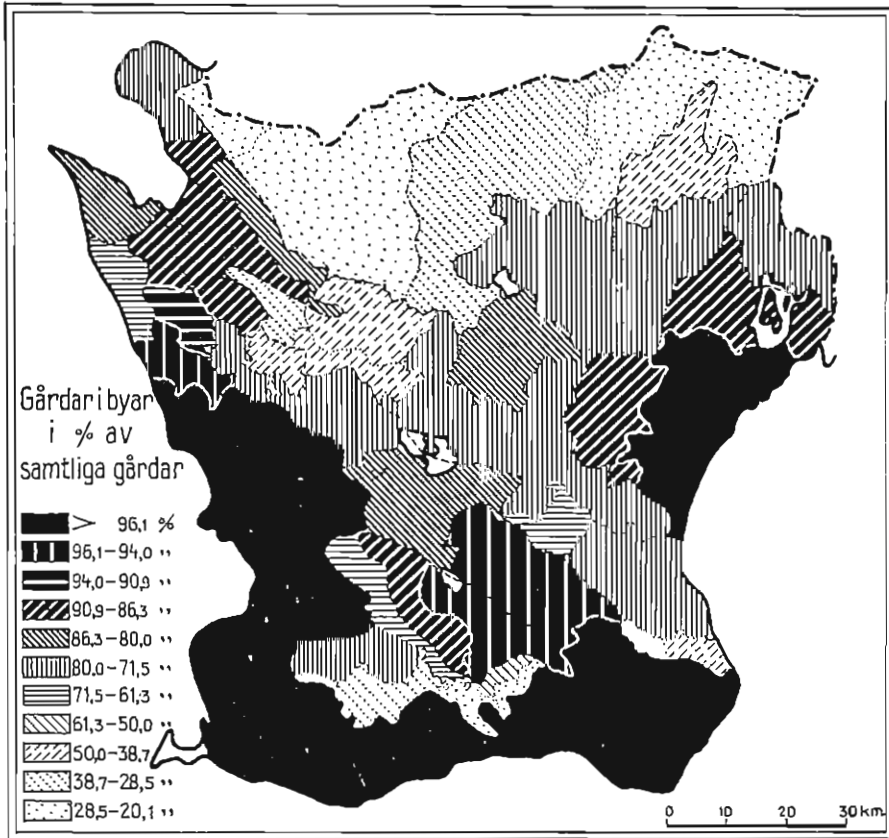 Gårdar i byar
i % av
samtliga gårdar
> 96,1 %
96,1–94,0 „
94,0–90,9 „
90,9–86,3 „
86,3–80,0 „
80,0–71,5 „
71,5–61,3 „
61,3–50,0 „
50,0–38,7 „
38,7–28,5 „
28,5–20,1 „
0 10 20 30 km.